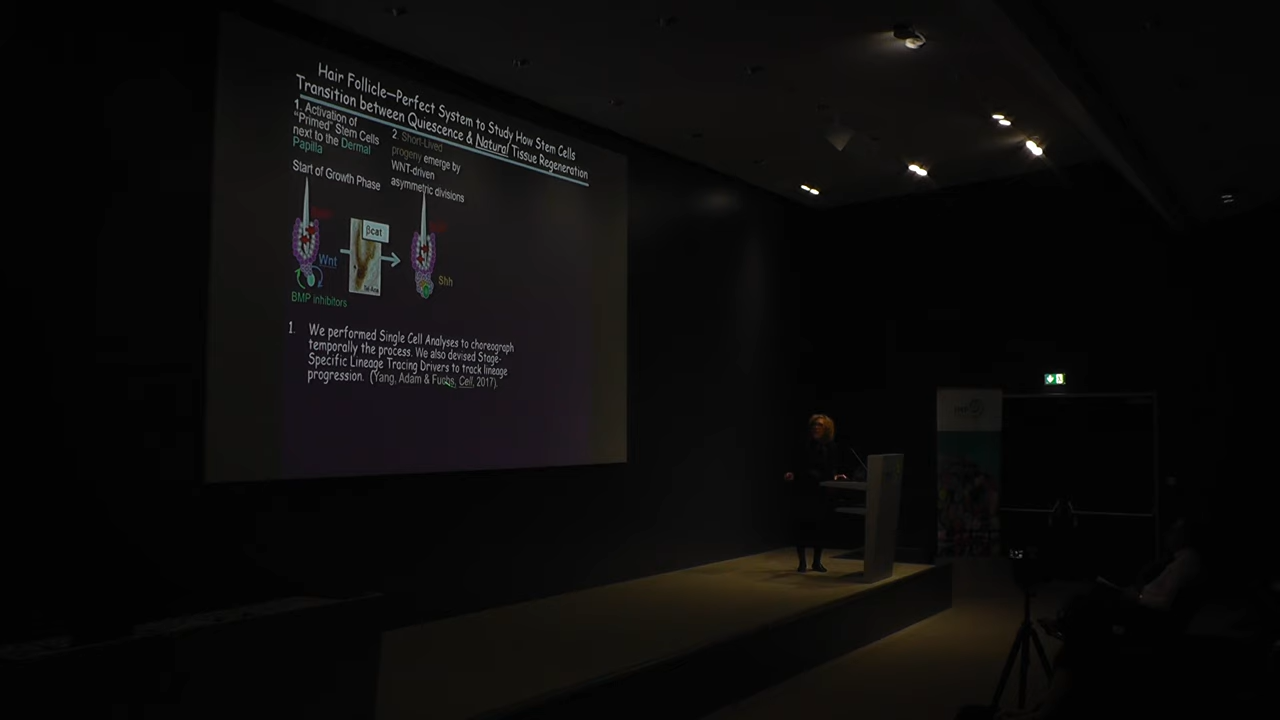 Hair Follicle—Perfect System to Study How Stem Cells
Transition between Quiescence & Natural Tissue Regeneration
1. Activation of
"Primed" Stem Cells
next to the Dermal
Papilla
2. Short-Lived
progeny emerge by
WNT-driven
asymmetric divisions
Start of Growth Phase
βcat
Wnt
Shh
BMP inhibitors
1. We performed Single Cell Analyses to choreograph
temporally the process. We also devised Stage-
Specific Lineage Tracing Drivers to track lineage
progression. (Yang, Adam & Fuchs, Cell, 2017).